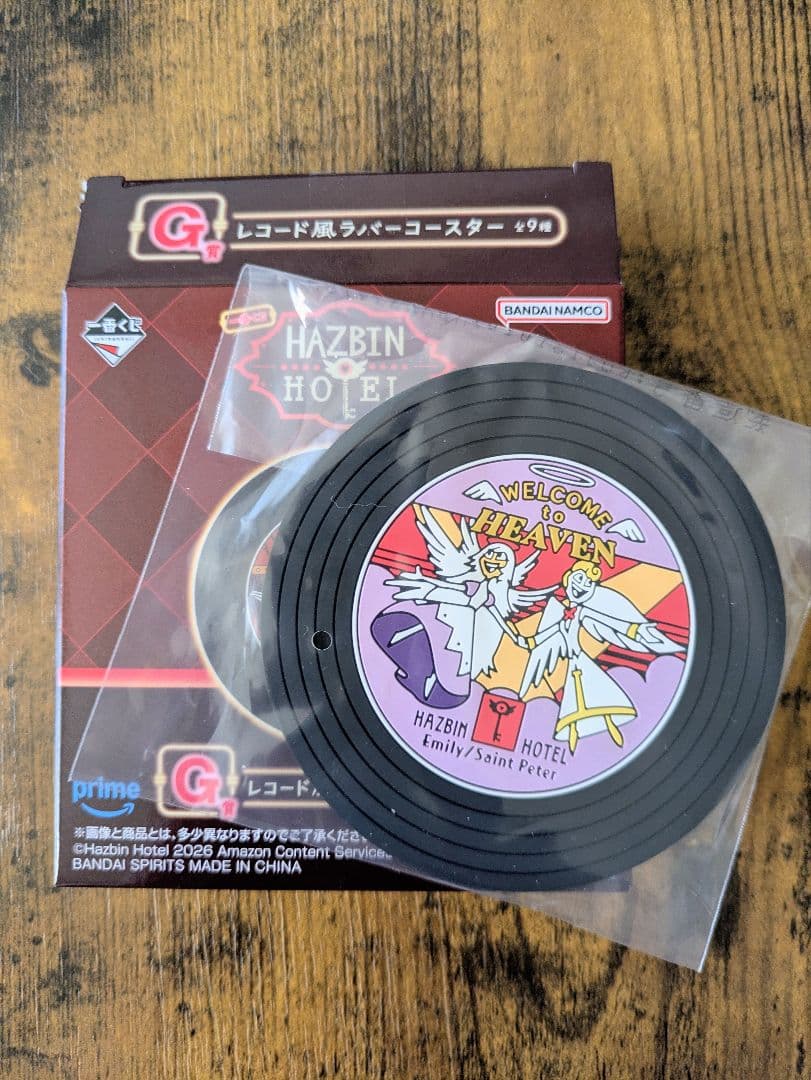 G賞 レコード風ラバーコースター 全9種
一番くじ
BANDAI NAMCO
HAZBIN
HOTEL
WELCOME
to
HEAVEN
HAZBIN HOTEL
Emily/Saint Peter
prime
G賞 レコード
※画像と商品とは、多少異なりますのでご了承くださ
©Hazbin Hotel 2026 Amazon Content Services
BANDAI SPIRITS MADE IN CHINA